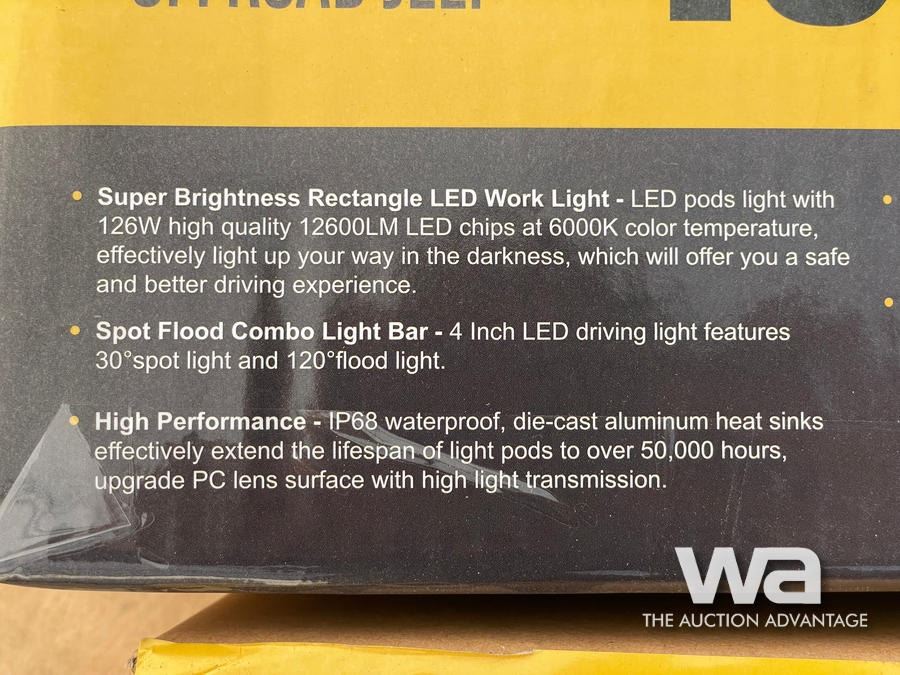 OFFROAD JEEP
• Super Brightness Rectangle LED Work Light - LED pods light with
126W high quality 12600LM LED chips at 6000K color temperature,
effectively light up your way in the darkness, which will offer you a safe
and better driving experience.
• Spot Flood Combo Light Bar - 4 Inch LED driving light features
30°spot light and 120°flood light.
• High Performance - IP68 waterproof, die-cast aluminum heat sinks
effectively extend the lifespan of light pods to over 50,000 hours,
upgrade PC lens surface with high light transmission.
wa
THE AUCTION ADVANTAGE